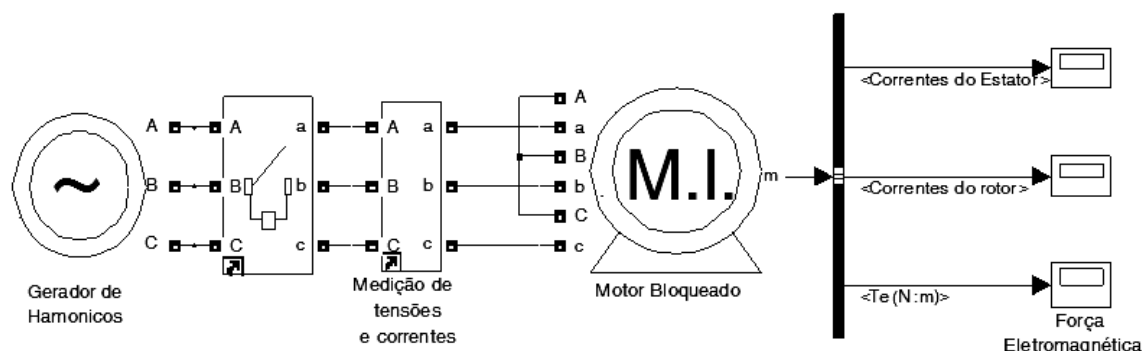 A
B
C
Gerador de
Harmonicos
A
B
C
a
b
c
A
B
C
a
b
c
Medição de
tensões
e correntes
A
a
B
b
C
c
M.I.
m
Motor Bloqueado
<Correntes do Estator>
<Correntes do rotor>
<Te (N:m)>
Força
Eletromagnética